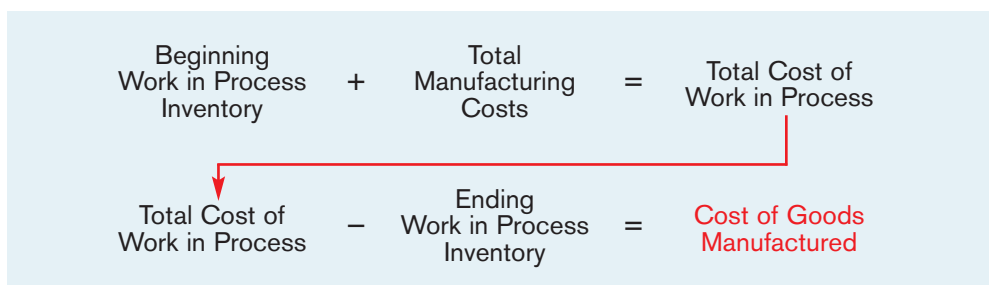 Beginning
Work in Process
Inventory
+
Total
Manufacturing
Costs
=
Total Cost of
Work in Process
Total Cost of
Work in Process
–
Ending
Work in Process
Inventory
=
Cost of Goods
Manufactured